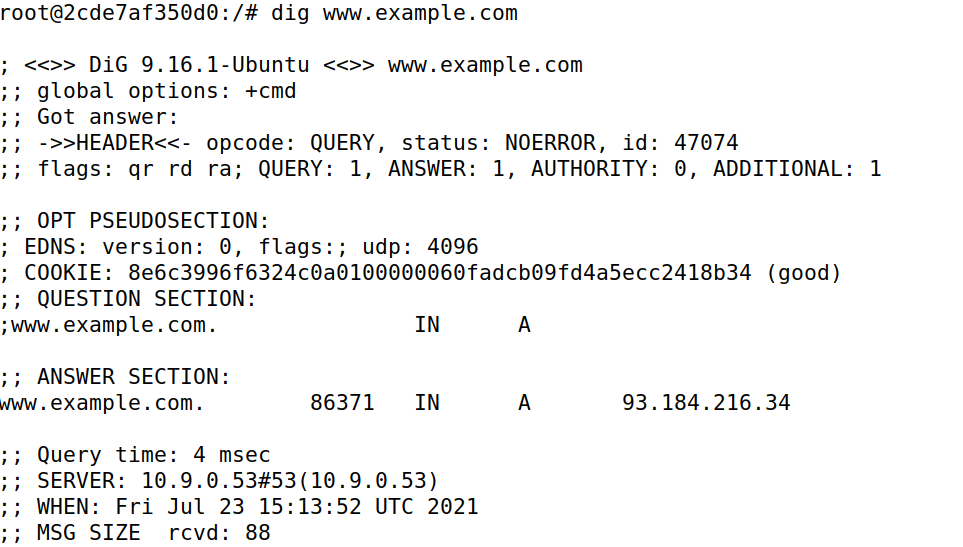 root@2cde7af350d0:/# dig www.example.com
; <<>> DiG 9.16.1-Ubuntu <<>> www.example.com
;; global options: +cmd
;; Got answer:
;; ->>HEADER<<- opcode: QUERY, status: NOERROR, id: 47074
;; flags: qr rd ra; QUERY: 1, ANSWER: 1, AUTHORITY: 0, ADDITIONAL: 1
;; OPT PSEUDOSECTION:
; EDNS: version: 0, flags:; udp: 4096
; COOKIE: 8e6c3996f6324c0a0100000060fadcb09fd4a5ecc2418b34 (good)
;; QUESTION SECTION:
;www.example.com. IN A
;; ANSWER SECTION:
www.example.com. 86371 IN A 93.184.216.34
;; Query time: 4 msec
;; SERVER: 10.9.0.53#53(10.9.0.53)
;; WHEN: Fri Jul 23 15:13:52 UTC 2021
;; MSG SIZE rcvd: 88